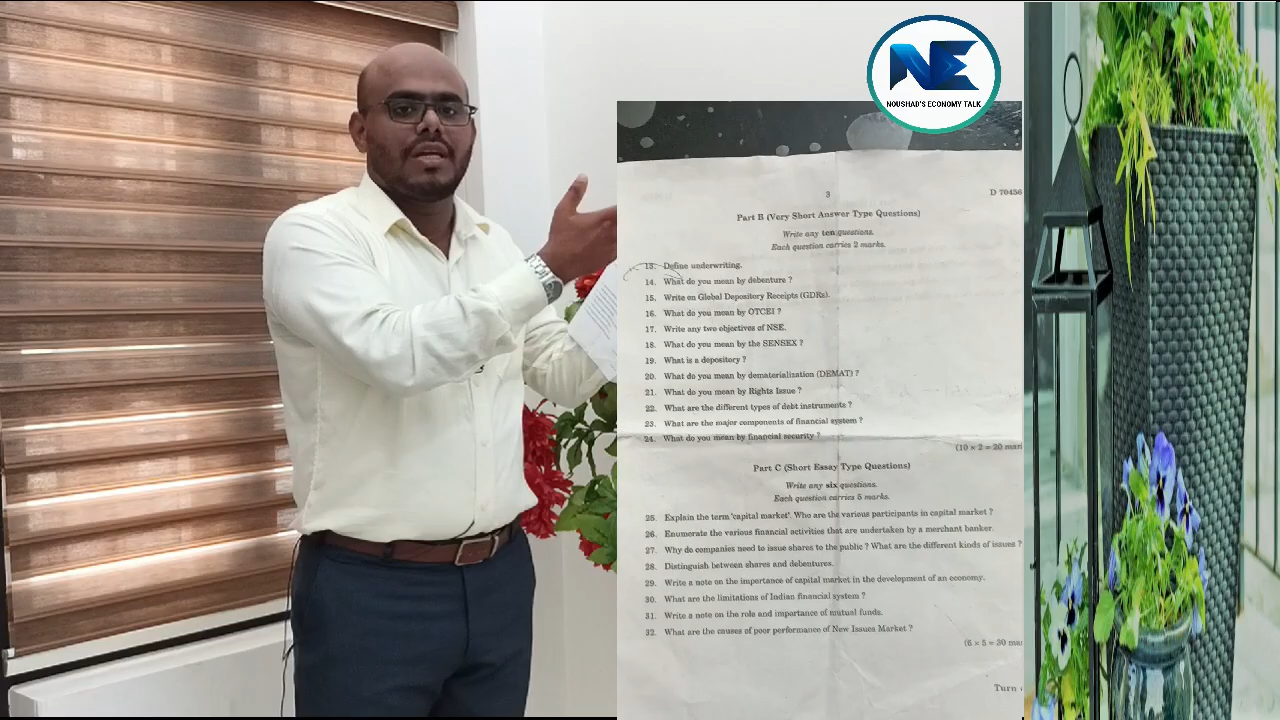 NE
NOUSHAD'S ECONOMY TALK
3
D 70456
Part B (Very Short Answer Type Questions)
Write any ten questions.
Each question carries 2 marks.
13. Define underwriting.
14. What do you mean by debenture ?
15. Write on Global Depository Receipts (GDRs).
16. What do you mean by OTCEI ?
17. Write any two objectives of NSE.
18. What do you mean by the SENSEX ?
19. What is a depository ?
20. What do you mean by dematerialization (DEMAT) ?
21. What do you mean by Rights Issue ?
22. What are the different types of debt instruments ?
23. What are the major components of financial system ?
24. What do you mean by financial security ?
(10 × 2 = 20 mar
Part C (Short Essay Type Questions)
Write any six questions.
Each question carries 5 marks.
25. Explain the term 'capital market'. Who are the various participants in capital market ?
26. Enumerate the various financial activities that are undertaken by a merchant banker.
27. Why do companies need to issue shares to the public ? What are the different kinds of issues ?
28. Distinguish between shares and debentures.
29. Write a note on the importance of capital market in the development of an economy.
30. What are the limitations of Indian financial system ?
31. Write a note on the role and importance of mutual funds.
32. What are the causes of poor performance of New Issues Market ?
(6 × 5 = 30 mar
Turn